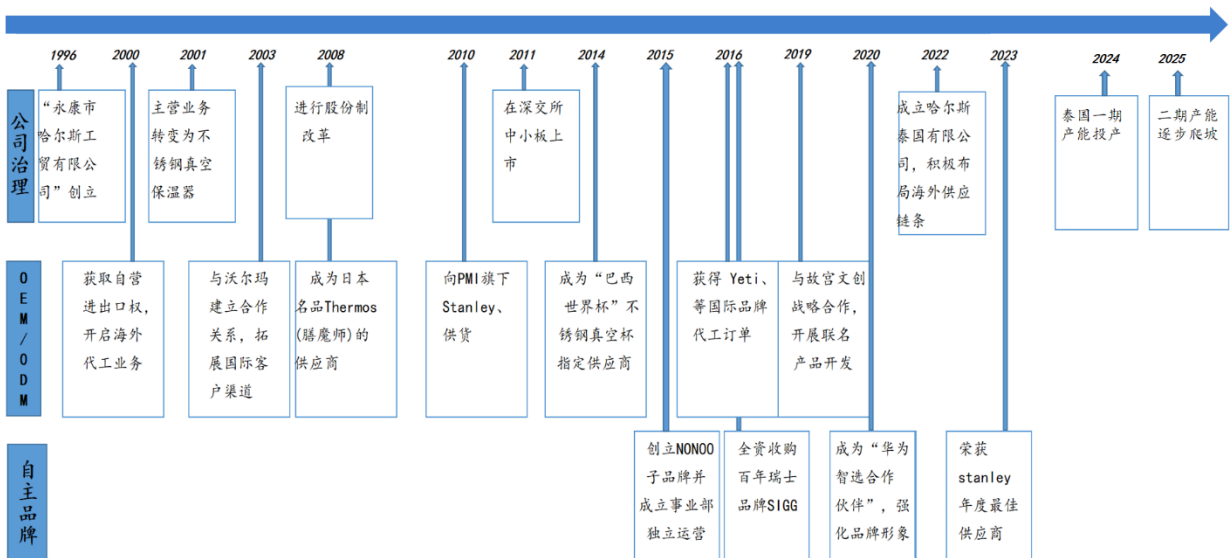 1996
2000
2001
2003
2008
2010
2011
2014
2015
2016
2019
2020
2022
2023
2024
2025
公司治理
“永康市
哈尔斯工
贸有限公
司”创立
主营业务
转变为不
锈钢真空
保温器
进行股份制
改革
在深交所
中小板上
市
成立哈尔斯
泰国有限公
司，积极布
局海外供应
链条
泰国一期
产能投产
二期产能
逐步爬坡
OEM/ODM
获取自营
进出口权，
开启海外
代工业务
与沃尔玛
建立合作
关系，拓
展国际客
户渠道
成为日本
名品Thermos
(膳魔师)的
供应商
向PMI旗下
Stanley、
供货
成为“巴西
世界杯”不
锈钢真空杯
指定供应商
获得 Yeti、
等国际品牌
代工订单
与故宫文创
战略合作，
开展联名
产品开发
自主品牌
创立NONOO
子品牌并
成立事业部
独立运营
全资收购
百年瑞士
品牌SIGG
成为“华为
智选合作
伙伴”，强
化品牌形象
荣获
stanley
年度最佳
供应商